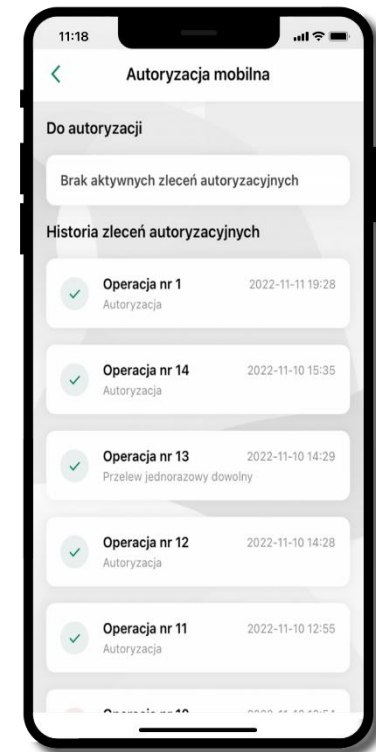 11:18
Autoryzacja mobilna
Do autoryzacji
Brak aktywnych zleceń autoryzacyjnych
Historia zleceń autoryzacyjnych
Operacja nr 1 2022-11-11 19:28
Autoryzacja
Operacja nr 14 2022-11-10 15:35
Autoryzacja
Operacja nr 13 2022-11-10 14:29
Przelew jednorazowy dowolny
Operacja nr 12 2022-11-10 14:28
Autoryzacja
Operacja nr 11 2022-11-10 12:55
Autoryzacja